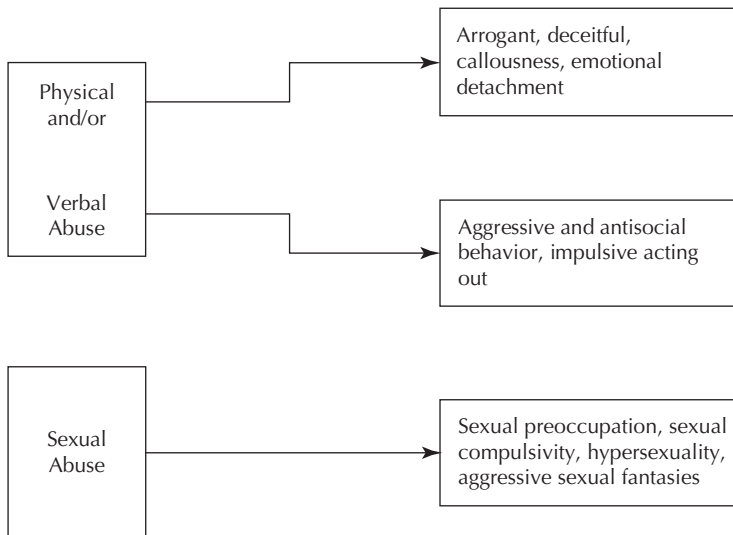 Physical
and/or
Verbal
Abuse
Arrogant, deceitful,
callousness, emotional
detachment
Aggressive and antisocial
behavior, impulsive acting
out
Sexual
Abuse
Sexual preoccupation, sexual
compulsivity, hypersexuality,
aggressive sexual fantasies